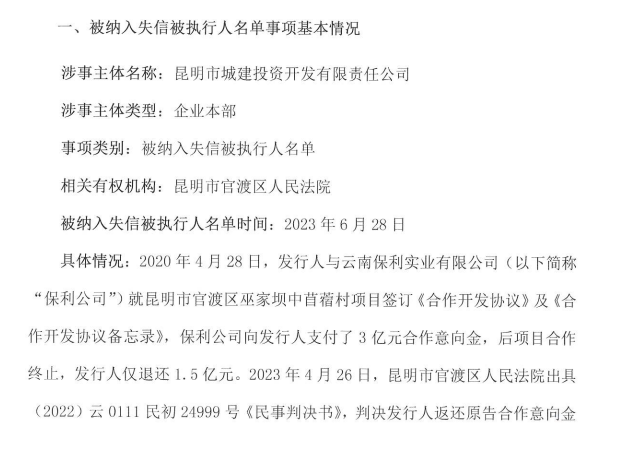 一、被纳入失信被执行人名单事项基本情况
涉事主体名称：昆明市城建投资开发有限责任公司
涉事主体类型：企业本部
事项类别：被纳入失信被执行人名单
相关有权机构：昆明市官渡区人民法院
被纳入失信被执行人名单时间：2023 年 6 月 28 日
具体情况：2020 年 4 月 28 日，发行人与云南保利实业有限公司（以下简称
“保利公司”）就昆明市官渡区巫家坝中苜蓿村项目签订《合作开发协议》及《合
作开发协议备忘录》，保利公司向发行人支付了 3 亿元合作意向金，后项目合作
终止，发行人仅退还 1.5 亿元。2023 年 4 月 26 日，昆明市官渡区人民法院出具
（2022）云 0111 民初 24999 号《民事判决书》，判决发行人返还原告合作意向金